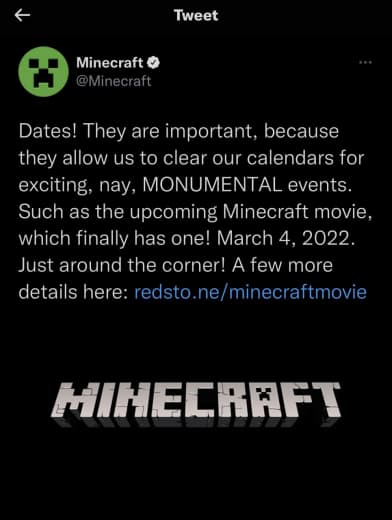 Tweet
Minecraft
@Minecraft
Dates! They are important, because
they allow us to clear our calendars for
exciting, nay, MONUMENTAL events.
Such as the upcoming Minecraft movie,
which finally has one! March 4, 2022.
Just around the corner! A few more
details here: redsto.ne/minecraftmovie
MINECRAFT